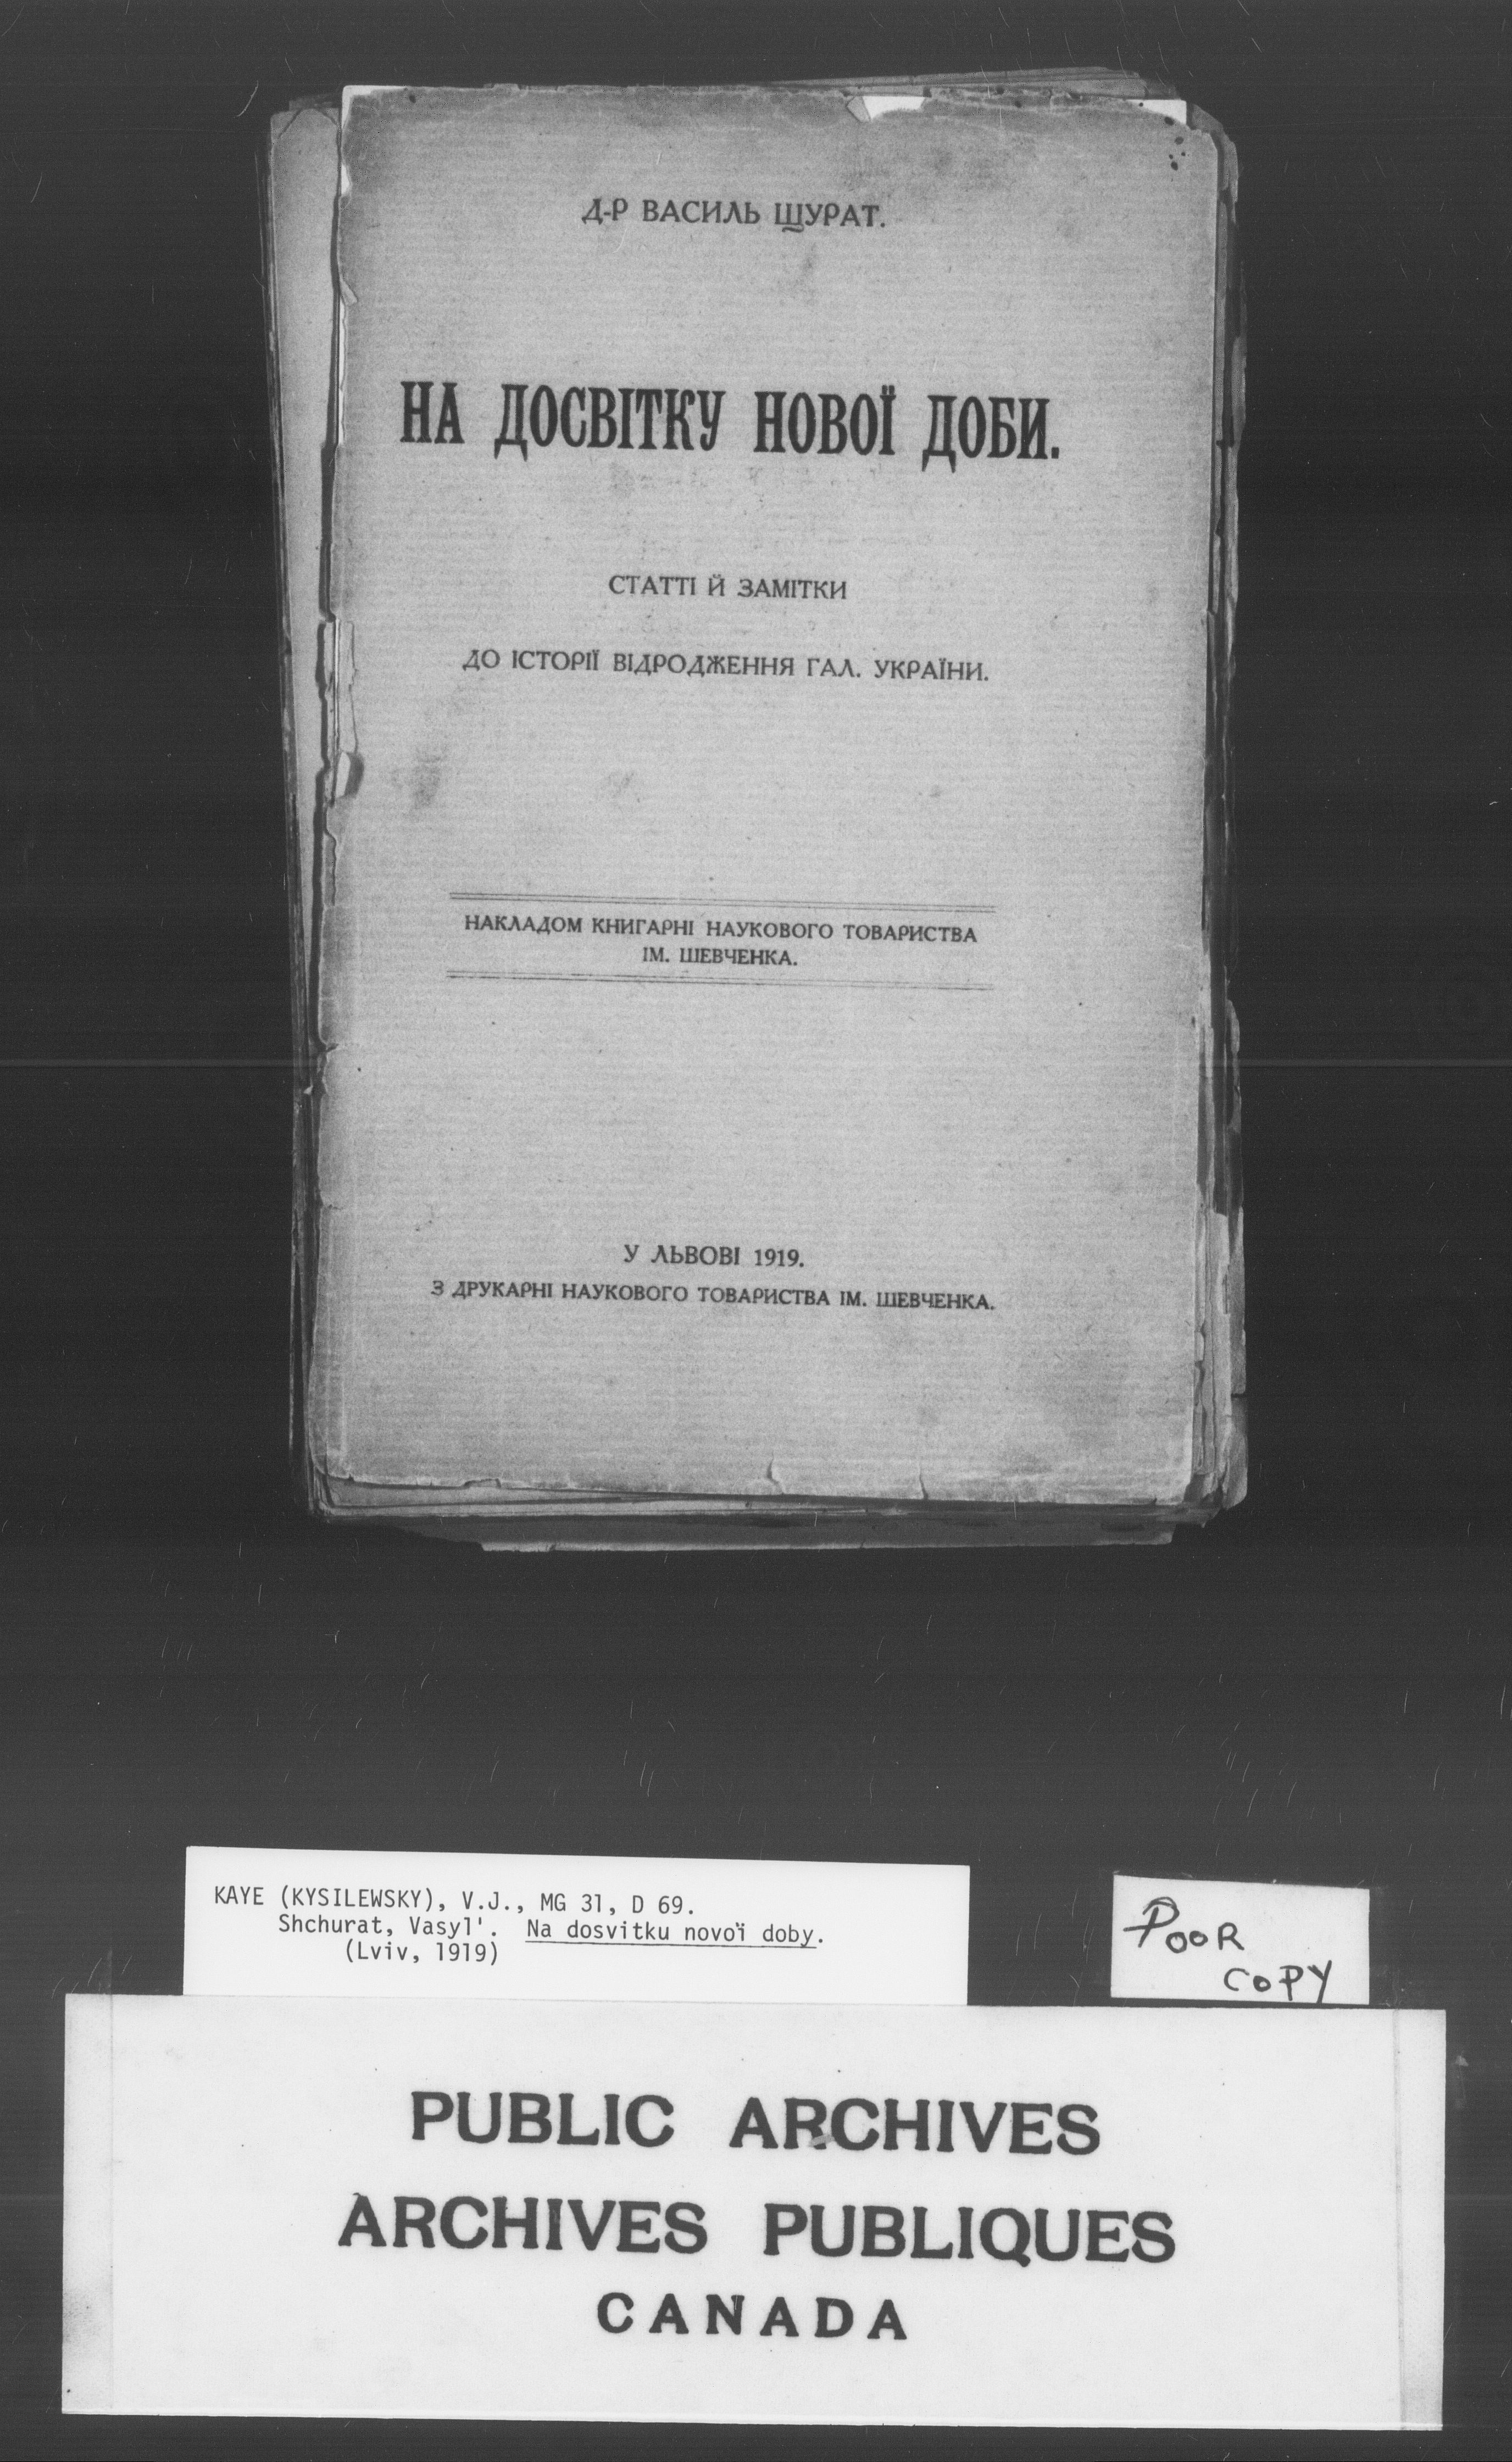 Д-Р ВАСИЛЬ ЩУРАТ.
НА ДОСВІТКУ НОВОЇ ДОБИ.
СТАТТІ Й ЗАМІТКИ
ДО ІСТОРІЇ ВІДРОДЖЕННЯ ГАЛ. УКРАЇНИ.
НАКЛАДОМ КНИГАРНІ НАУКОВОГО ТОВАРИСТВА
ІМ. ШЕВЧЕНКА.
У ЛЬВОВІ 1919.
З ДРУКАРНІ НАУКОВОГО ТОВАРИСТВА ІМ. ШЕВЧЕНКА.
KAYE (KYSILEWSKY), V.J., MG 31, D 69.
Shchurat, Vasyl'. Na dosvitku novoï doby.
(Lviv, 1919)
POOR
COPY
PUBLIC ARCHIVES
ARCHIVES PUBLIQUES
CANADA